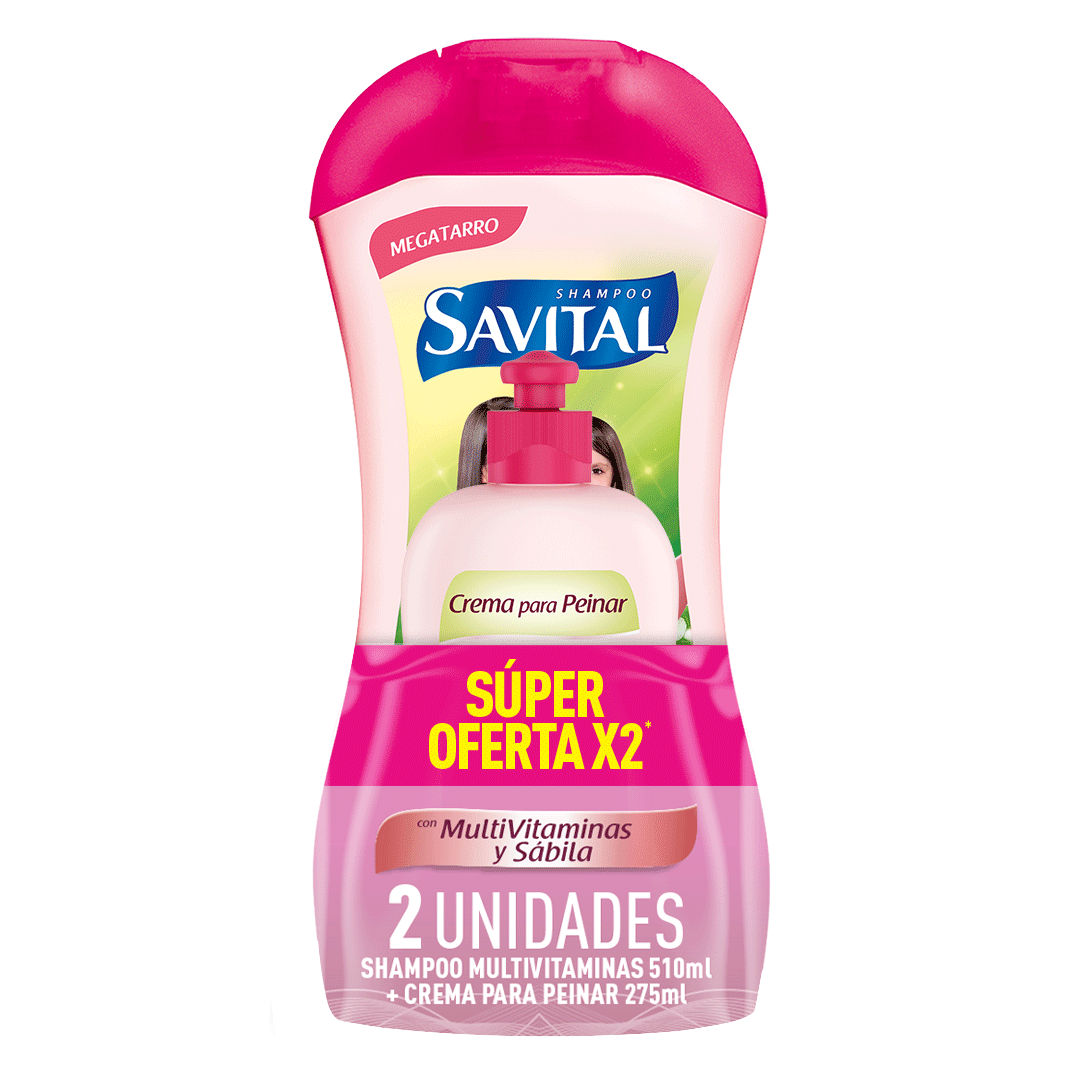 MEGATARRO
SHAMPOO
SAVITAL
Crema para Peinar
SÚPER
OFERTA X2*
con MultiVitaminas
y Sábila
2 UNIDADES
SHAMPOO MULTIVITAMINAS 510ml
+ CREMA PARA PEINAR 275ml